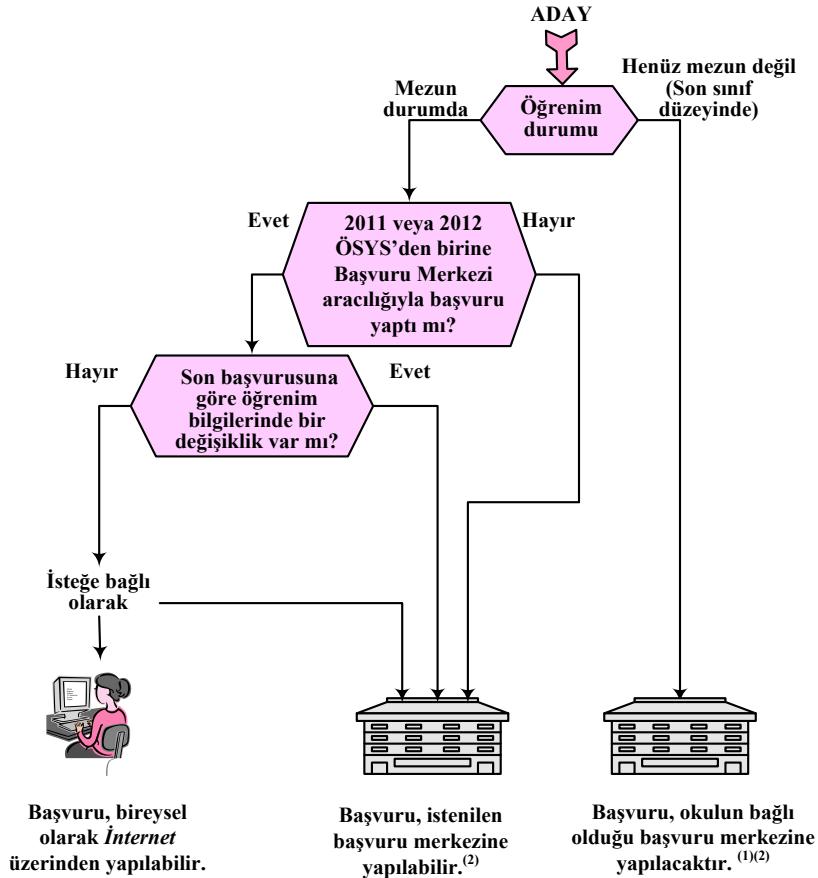 ADAY
Henüz mezun değil
(Son sınıf
düzeyinde)
Mezun
durumda
Öğrenim
durumu
Evet
2011 veya 2012
ÖSYS’den birine
Başvuru Merkezi
aracılığıyla başvuru
yaptı mı?
Hayır
Hayır
Son başvurusuna
göre öğrenim
bilgilerinde bir
değişiklik var mı?
Evet
İsteğe bağlı
olarak
Başvuru, bireysel
olarak İnternet
üzerinden yapılabilir.
Başvuru, istenilen
başvuru merkezine
yapılabilir.(2)
Başvuru, okulun bağlı
olduğu başvuru merkezine
yapılacaktır. (1)(2)